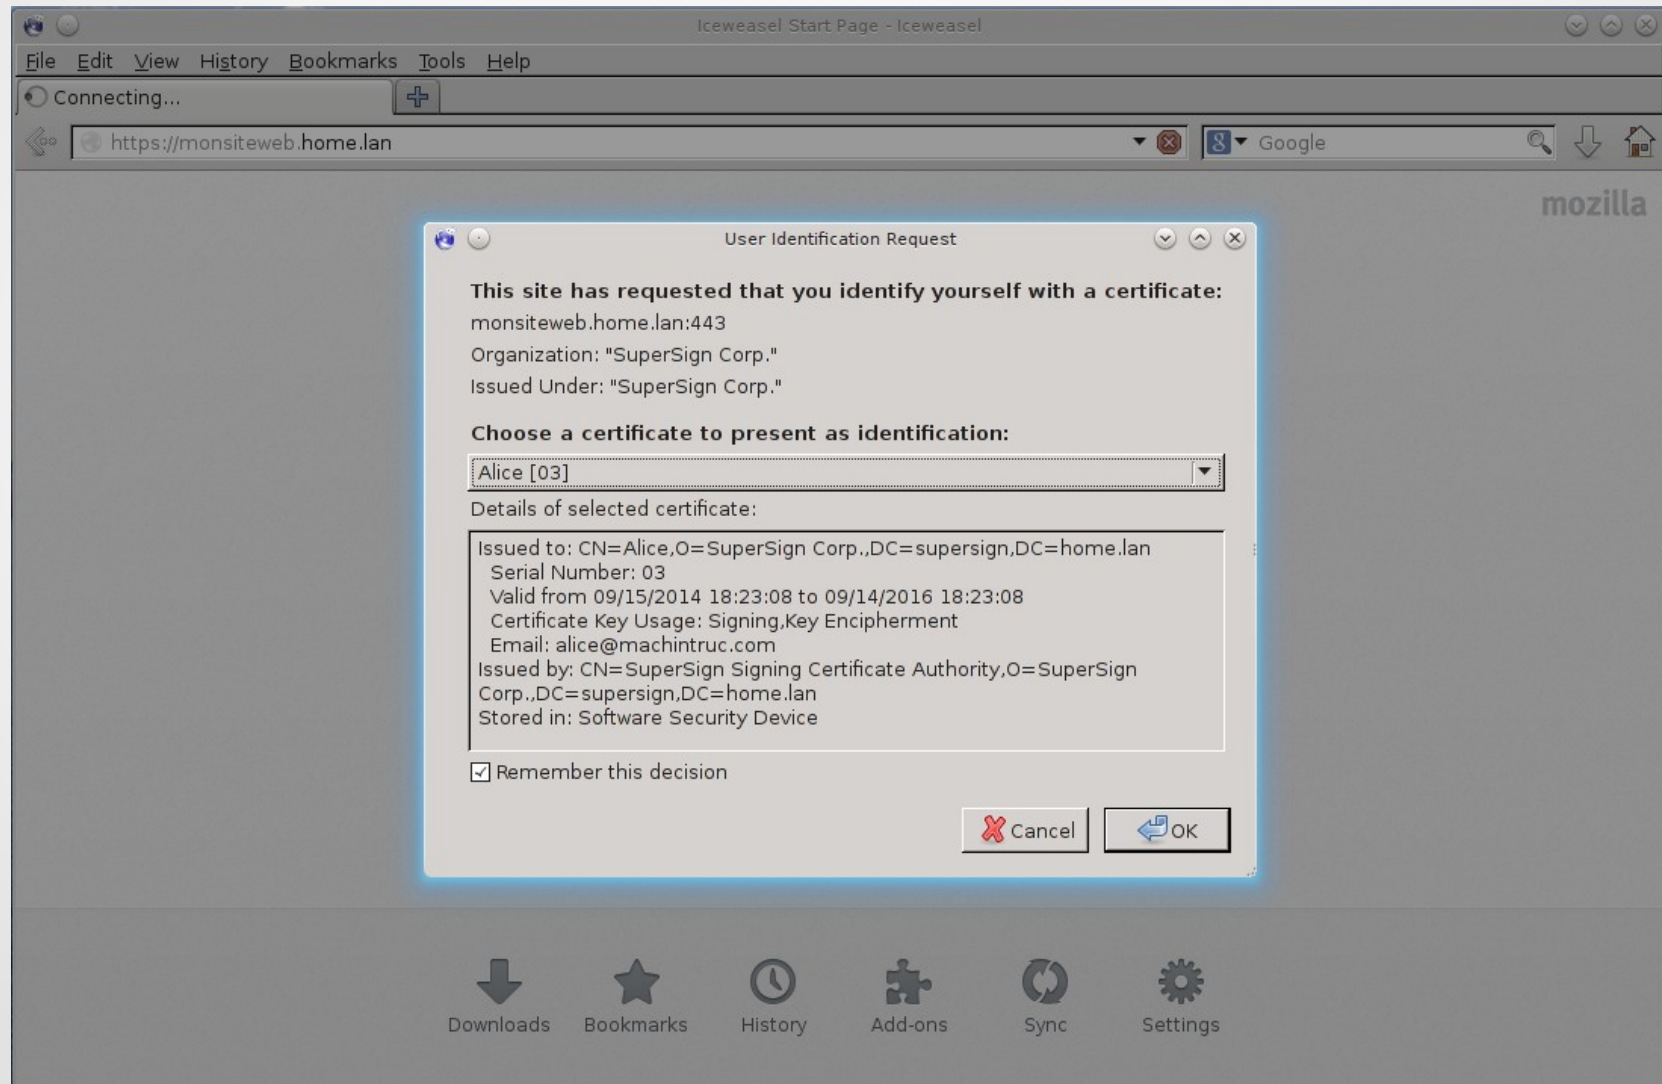 Iceweasel Start Page - Iceweasel
File Edit View History Bookmarks Tools Help
Connecting...
https://monsiteweb.home.lan
8 Google
mozilla
User Identification Request
This site has requested that you identify yourself with a certificate:
monsiteweb.home.lan:443
Organization: "SuperSign Corp."
Issued Under: "SuperSign Corp."
Choose a certificate to present as identification:
Alice [03]
Details of selected certificate:
Issued to: CN=Alice,O=SuperSign Corp.,DC=supersign,DC=home.lan
Serial Number: 03
Valid from 09/15/2014 18:23:08 to 09/14/2016 18:23:08
Certificate Key Usage: Signing,Key Encipherment
Email: alice@machintruc.com
Issued by: CN=SuperSign Signing Certificate Authority,O=SuperSign
Corp.,DC=supersign,DC=home.lan
Stored in: Software Security Device
Remember this decision
Cancel OK
Downloads Bookmarks History Add-ons Sync Settings